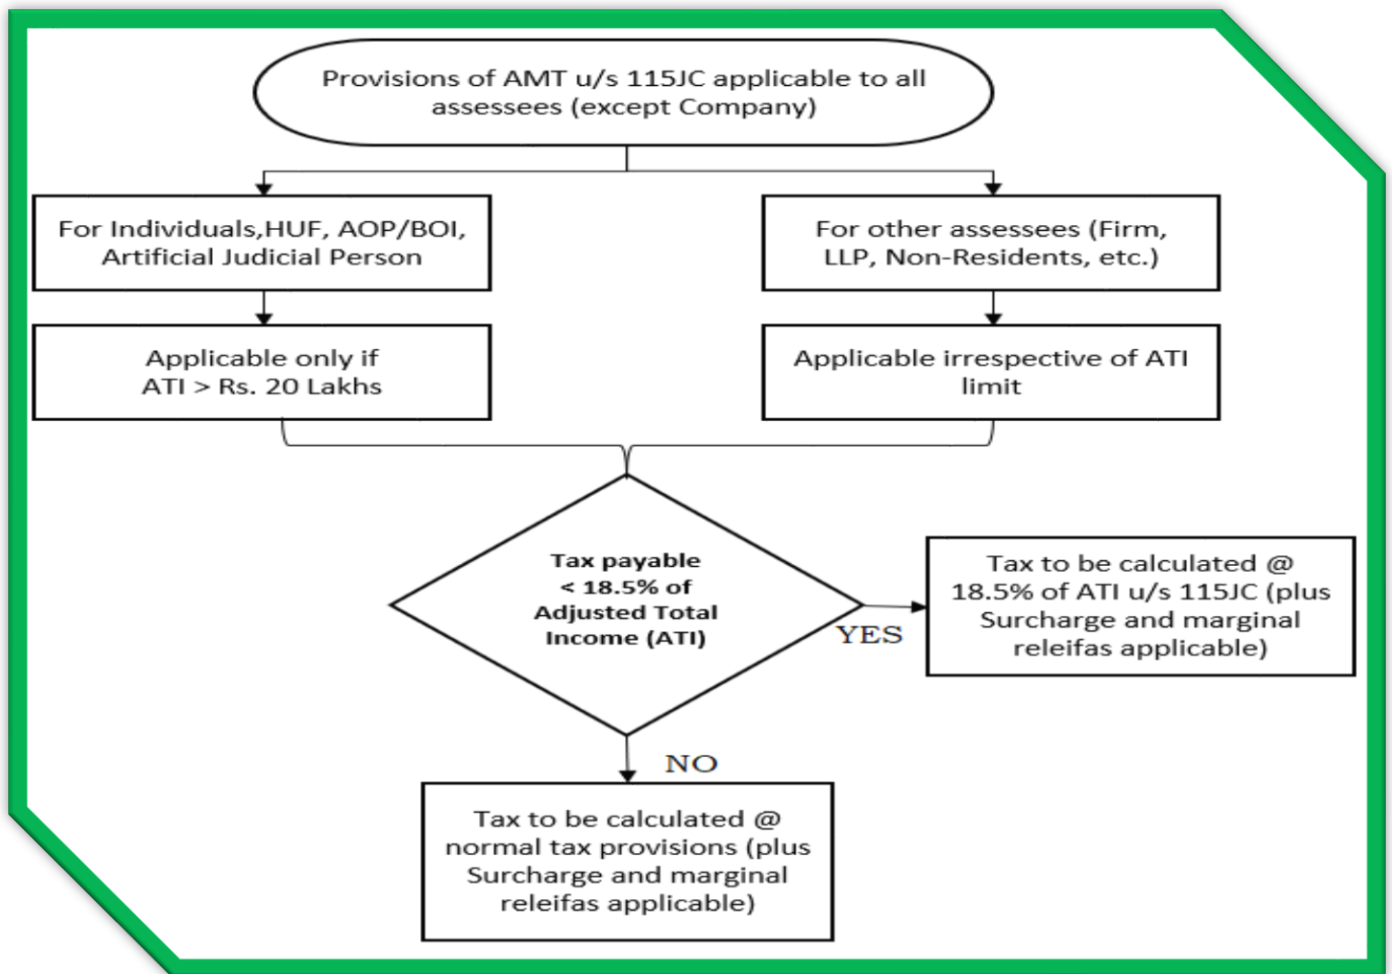 Provisions of AMT u/s 115JC applicable to all
assessees (except Company)
For Individuals,HUF, AOP/BOI,
Artificial Judicial Person
For other assessees (Firm,
LLP, Non-Residents, etc.)
Applicable only if
ATI > Rs. 20 Lakhs
Applicable irrespective of ATI
limit
Tax payable
< 18.5% of
Adjusted Total
Income (ATI)
YES
Tax to be calculated @
18.5% of ATI u/s 115JC (plus
Surcharge and marginal
releifas applicable)
NO
Tax to be calculated @
normal tax provisions (plus
Surcharge and marginal
releifas applicable)